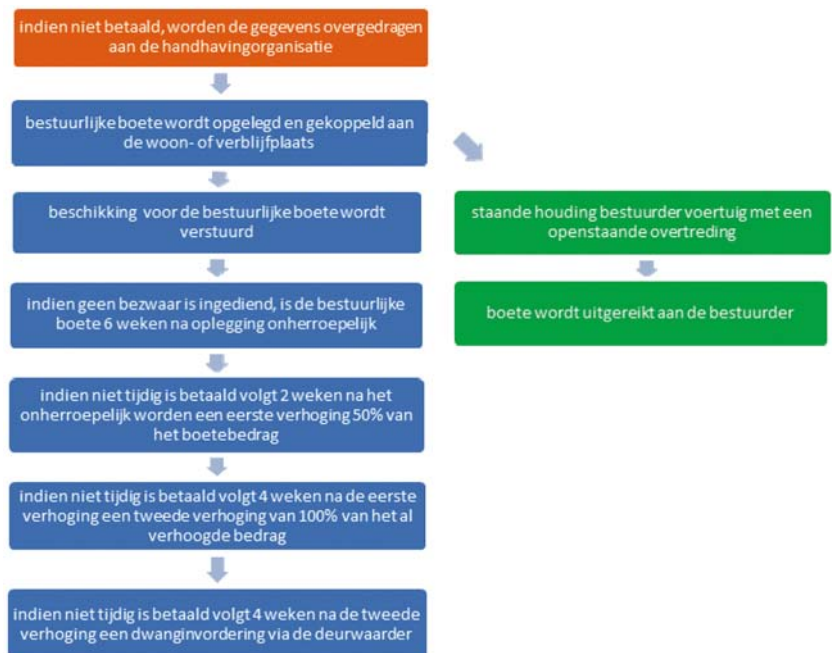 indien niet betaald, worden de gegevens overgedragen
aan de handhavingorganisatie
bestuurlijke boete wordt opgelegd en gekoppeld aan
de woon- of verblijfplaats
beschikking voor de bestuurlijke boete wordt
verstuurd
indien geen bezwaar is ingediend, is de bestuurlijke
boete 6 weken na oplegging onherroepelijk
indien niet tijdig is betaald volgt 2 weken na het
onherroepelijk worden een eerste verhoging 50% van
het boetebedrag
indien niet tijdig is betaald volgt 4 weken na de eerste
verhoging een tweede verhoging van 100% van het al
verhoogde bedrag
indien niet tijdig is betaald volgt 4 weken na de tweede
verhoging een dwanginvordering via de deurwaarder
staande houding bestuurder voertuig met een
openstaande overtreding
boete wordt uitgereikt aan de bestuurder